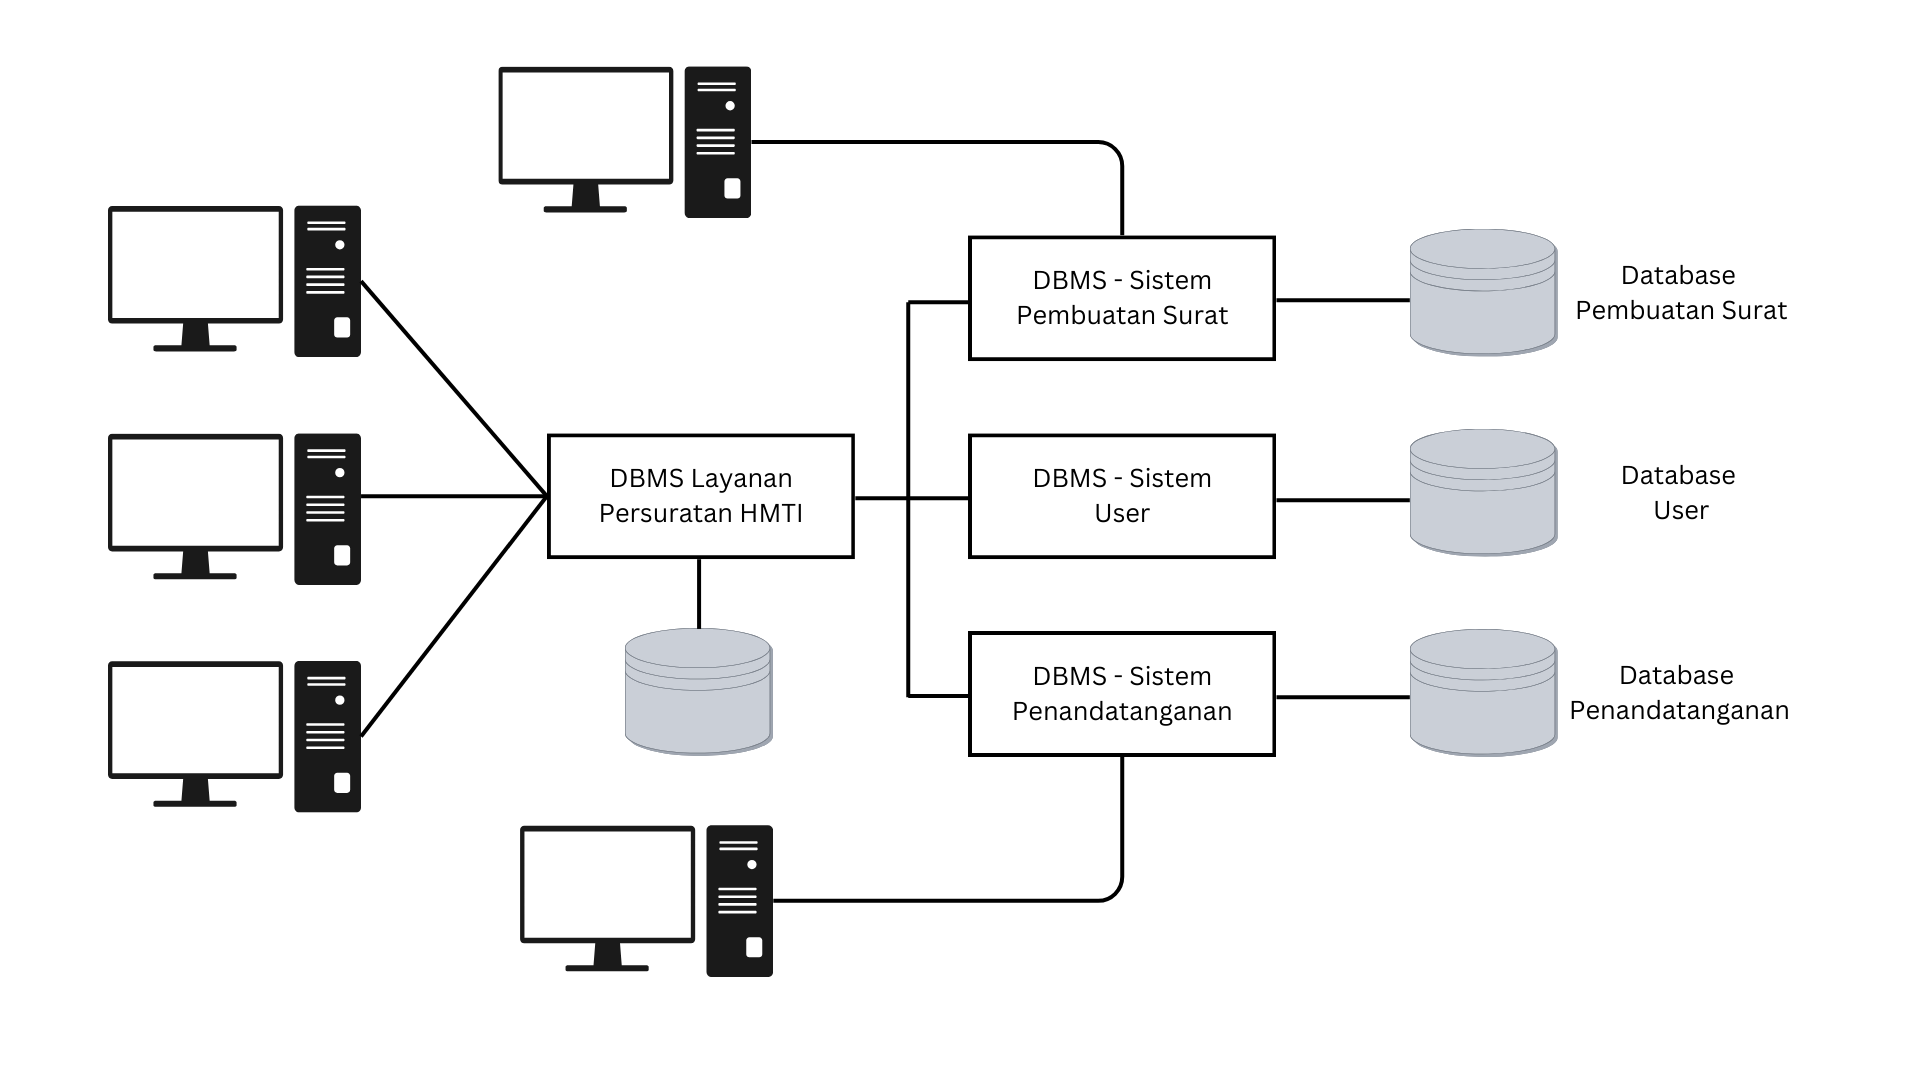 DBMS - Sistem
Pembuatan Surat
Database
Pembuatan Surat
DBMS Layanan
Persuratan HMTI
DBMS - Sistem
User
Database
User
DBMS - Sistem
Penandatanganan
Database
Penandatanganan